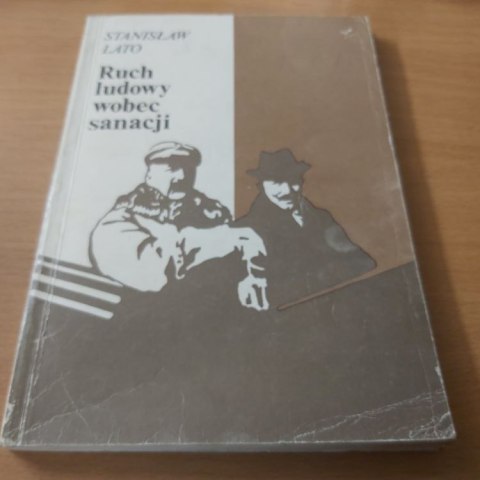 STANISŁAW
LATO
Ruch
ludowy
wobec
sanacji